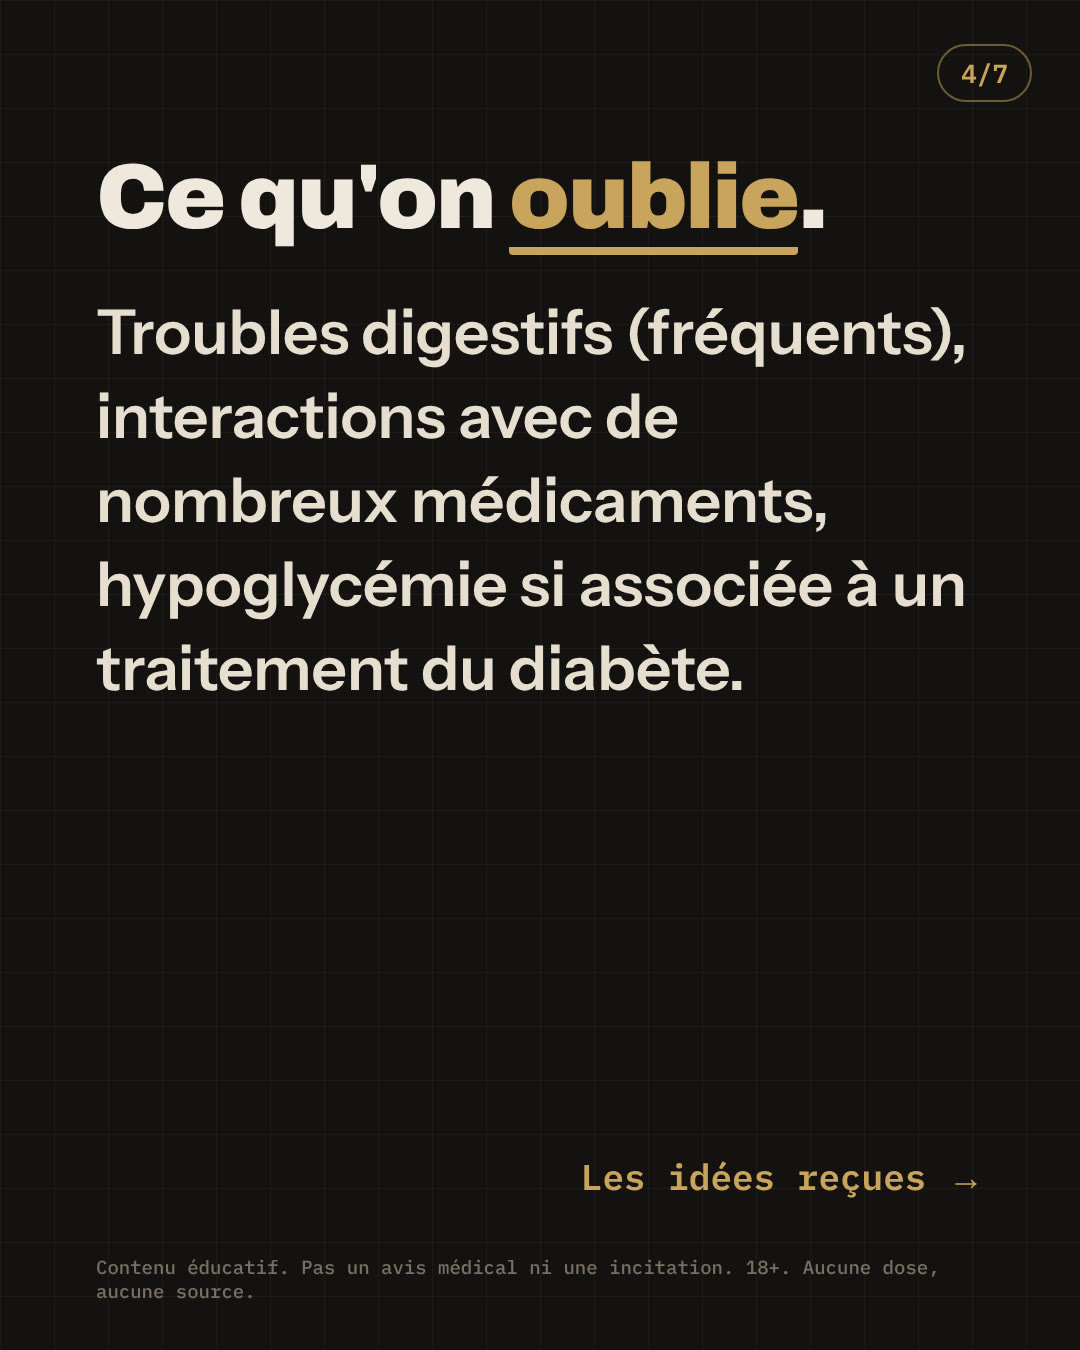 4/7
Ce qu'on oublie.
Troubles digestifs (fréquents),
interactions avec de
nombreux médicaments,
hypoglycémie si associée à un
traitement du diabète.
Les idées reçues →
Contenu éducatif. Pas un avis médical ni une incitation. 18+. Aucune dose,
aucune source.